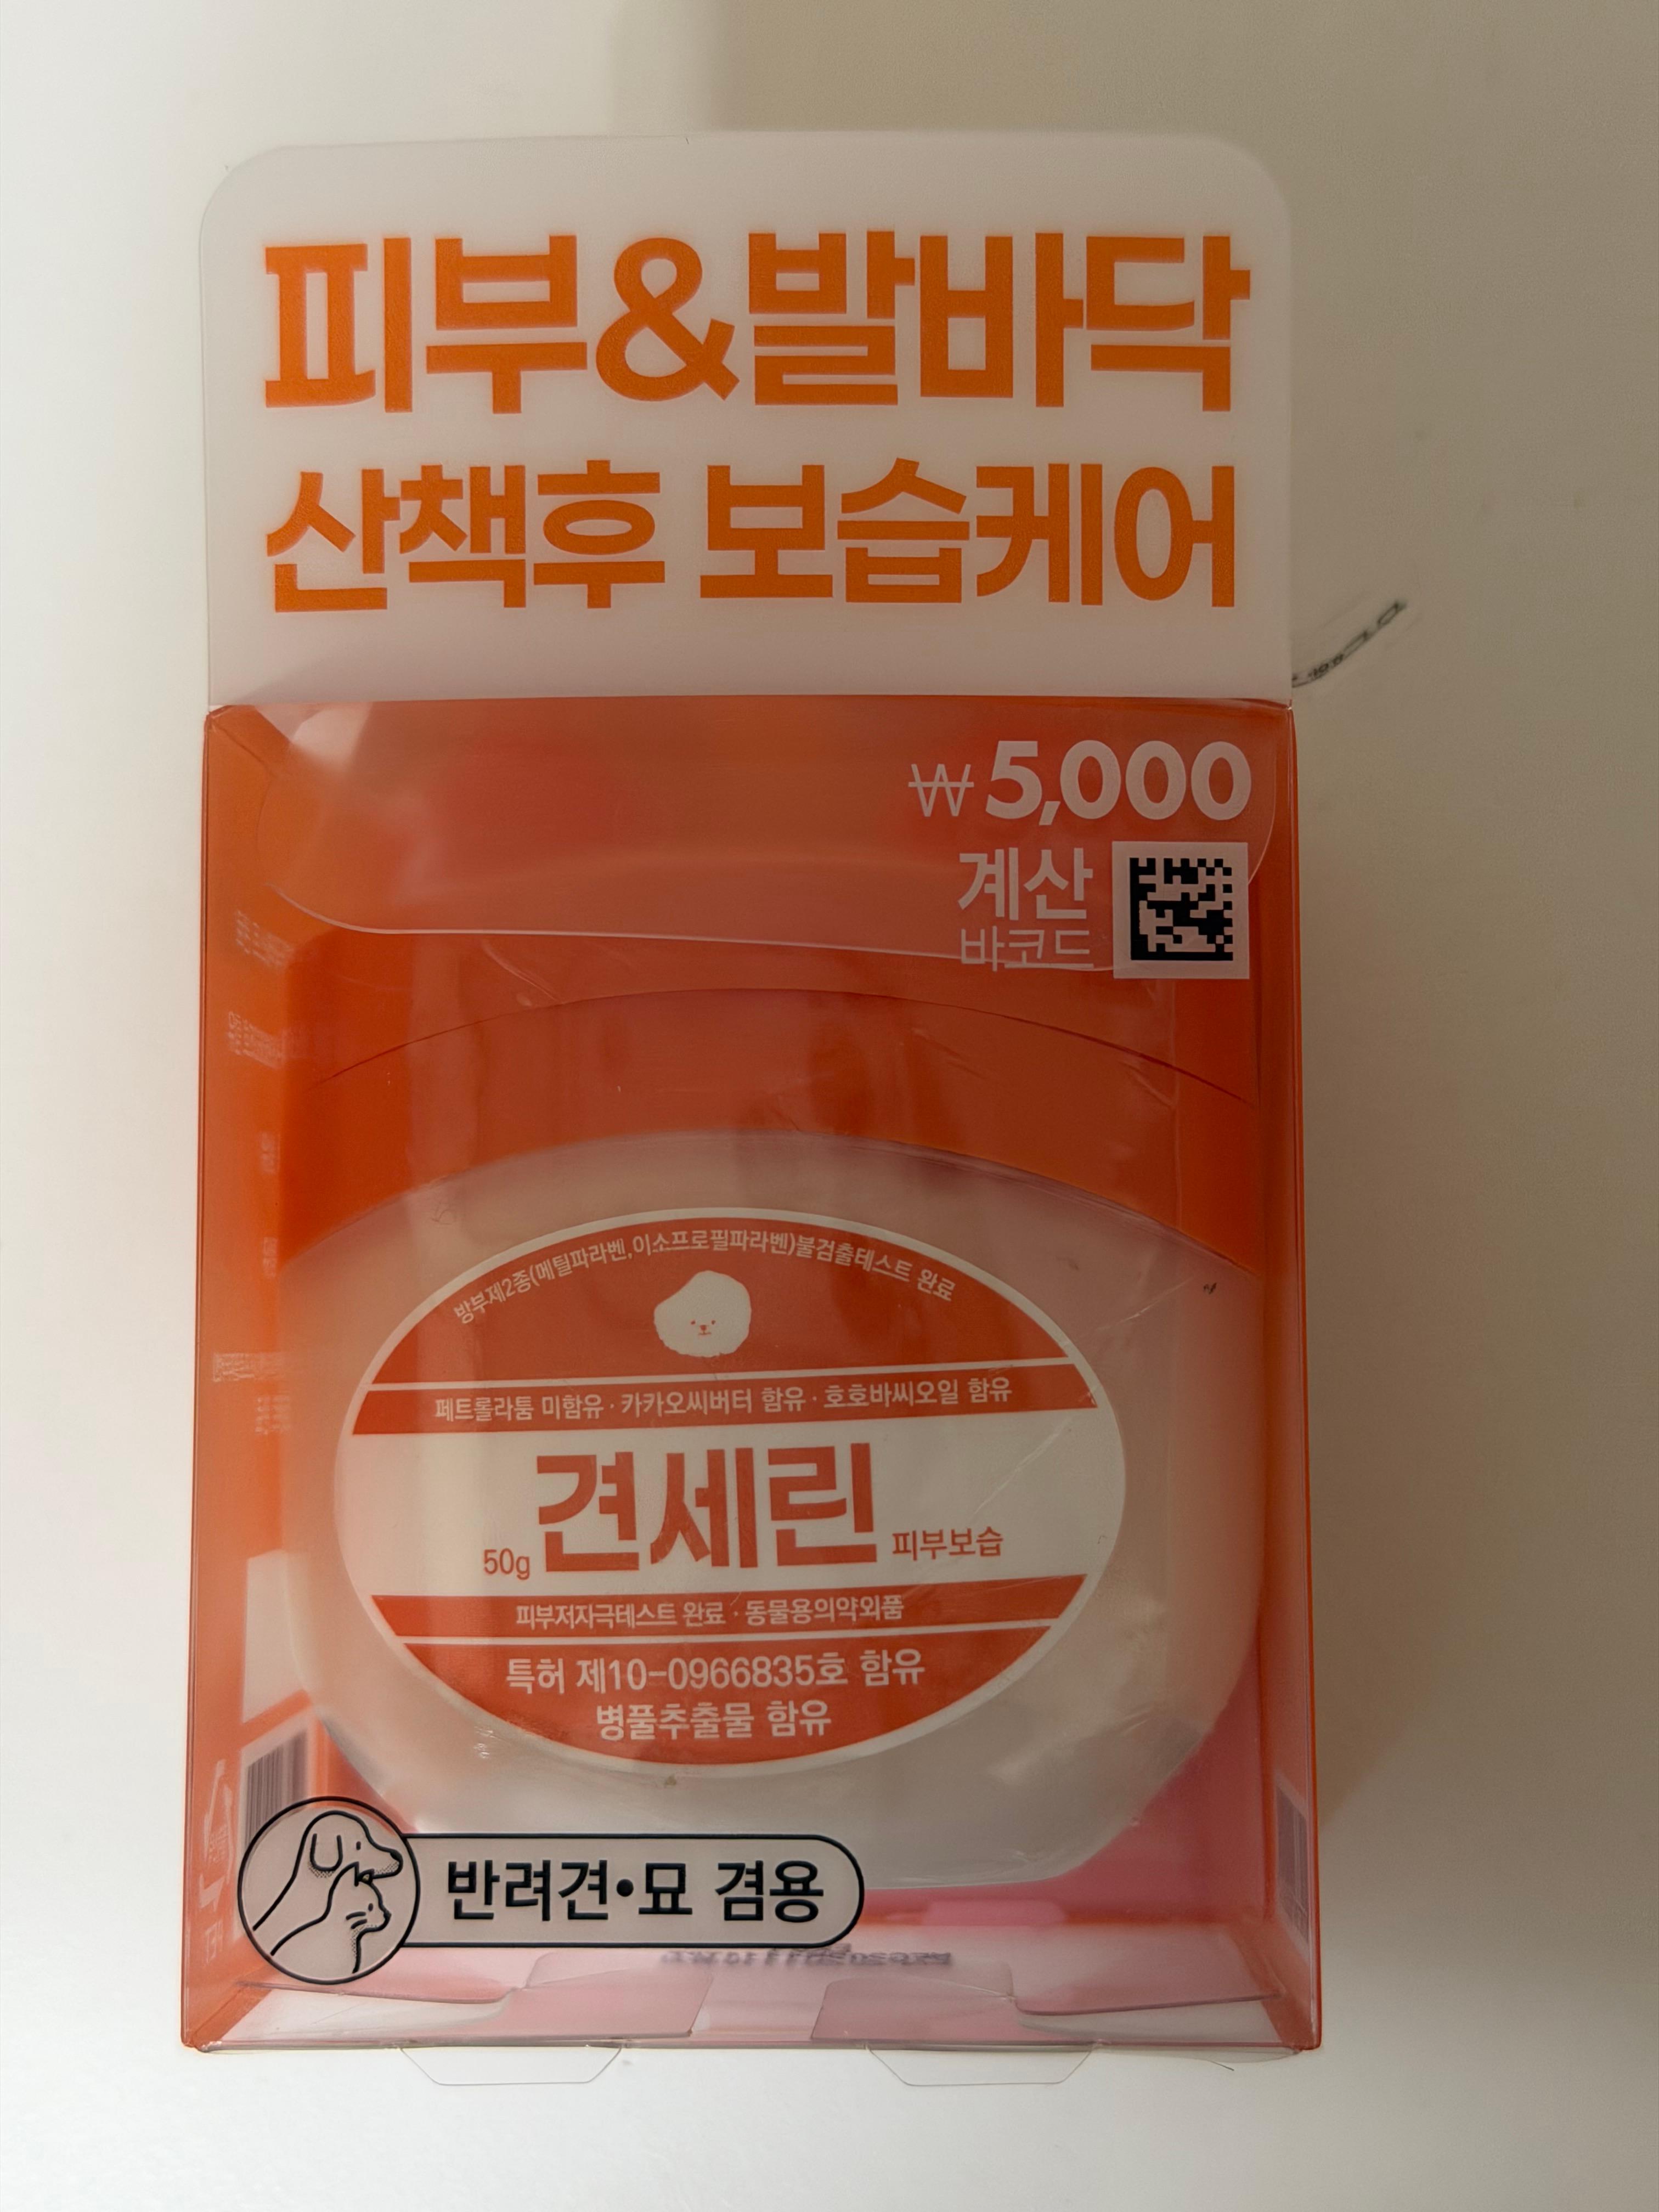 피부&발바닥
산책후 보습케어
₩5,000
계산
바코드
방부제2종(메틸파라벤,이소프로필파라벤)불검출테스트 완료
페트롤라툼 미함유 · 카카오씨버터 함유 · 호호바씨오일 함유
50g 견세린 피부보습
피부저자극테스트 완료 · 동물용의약외품
특허 제10-0966835호 함유
병풀추출물 함유
반려견•묘 겸용